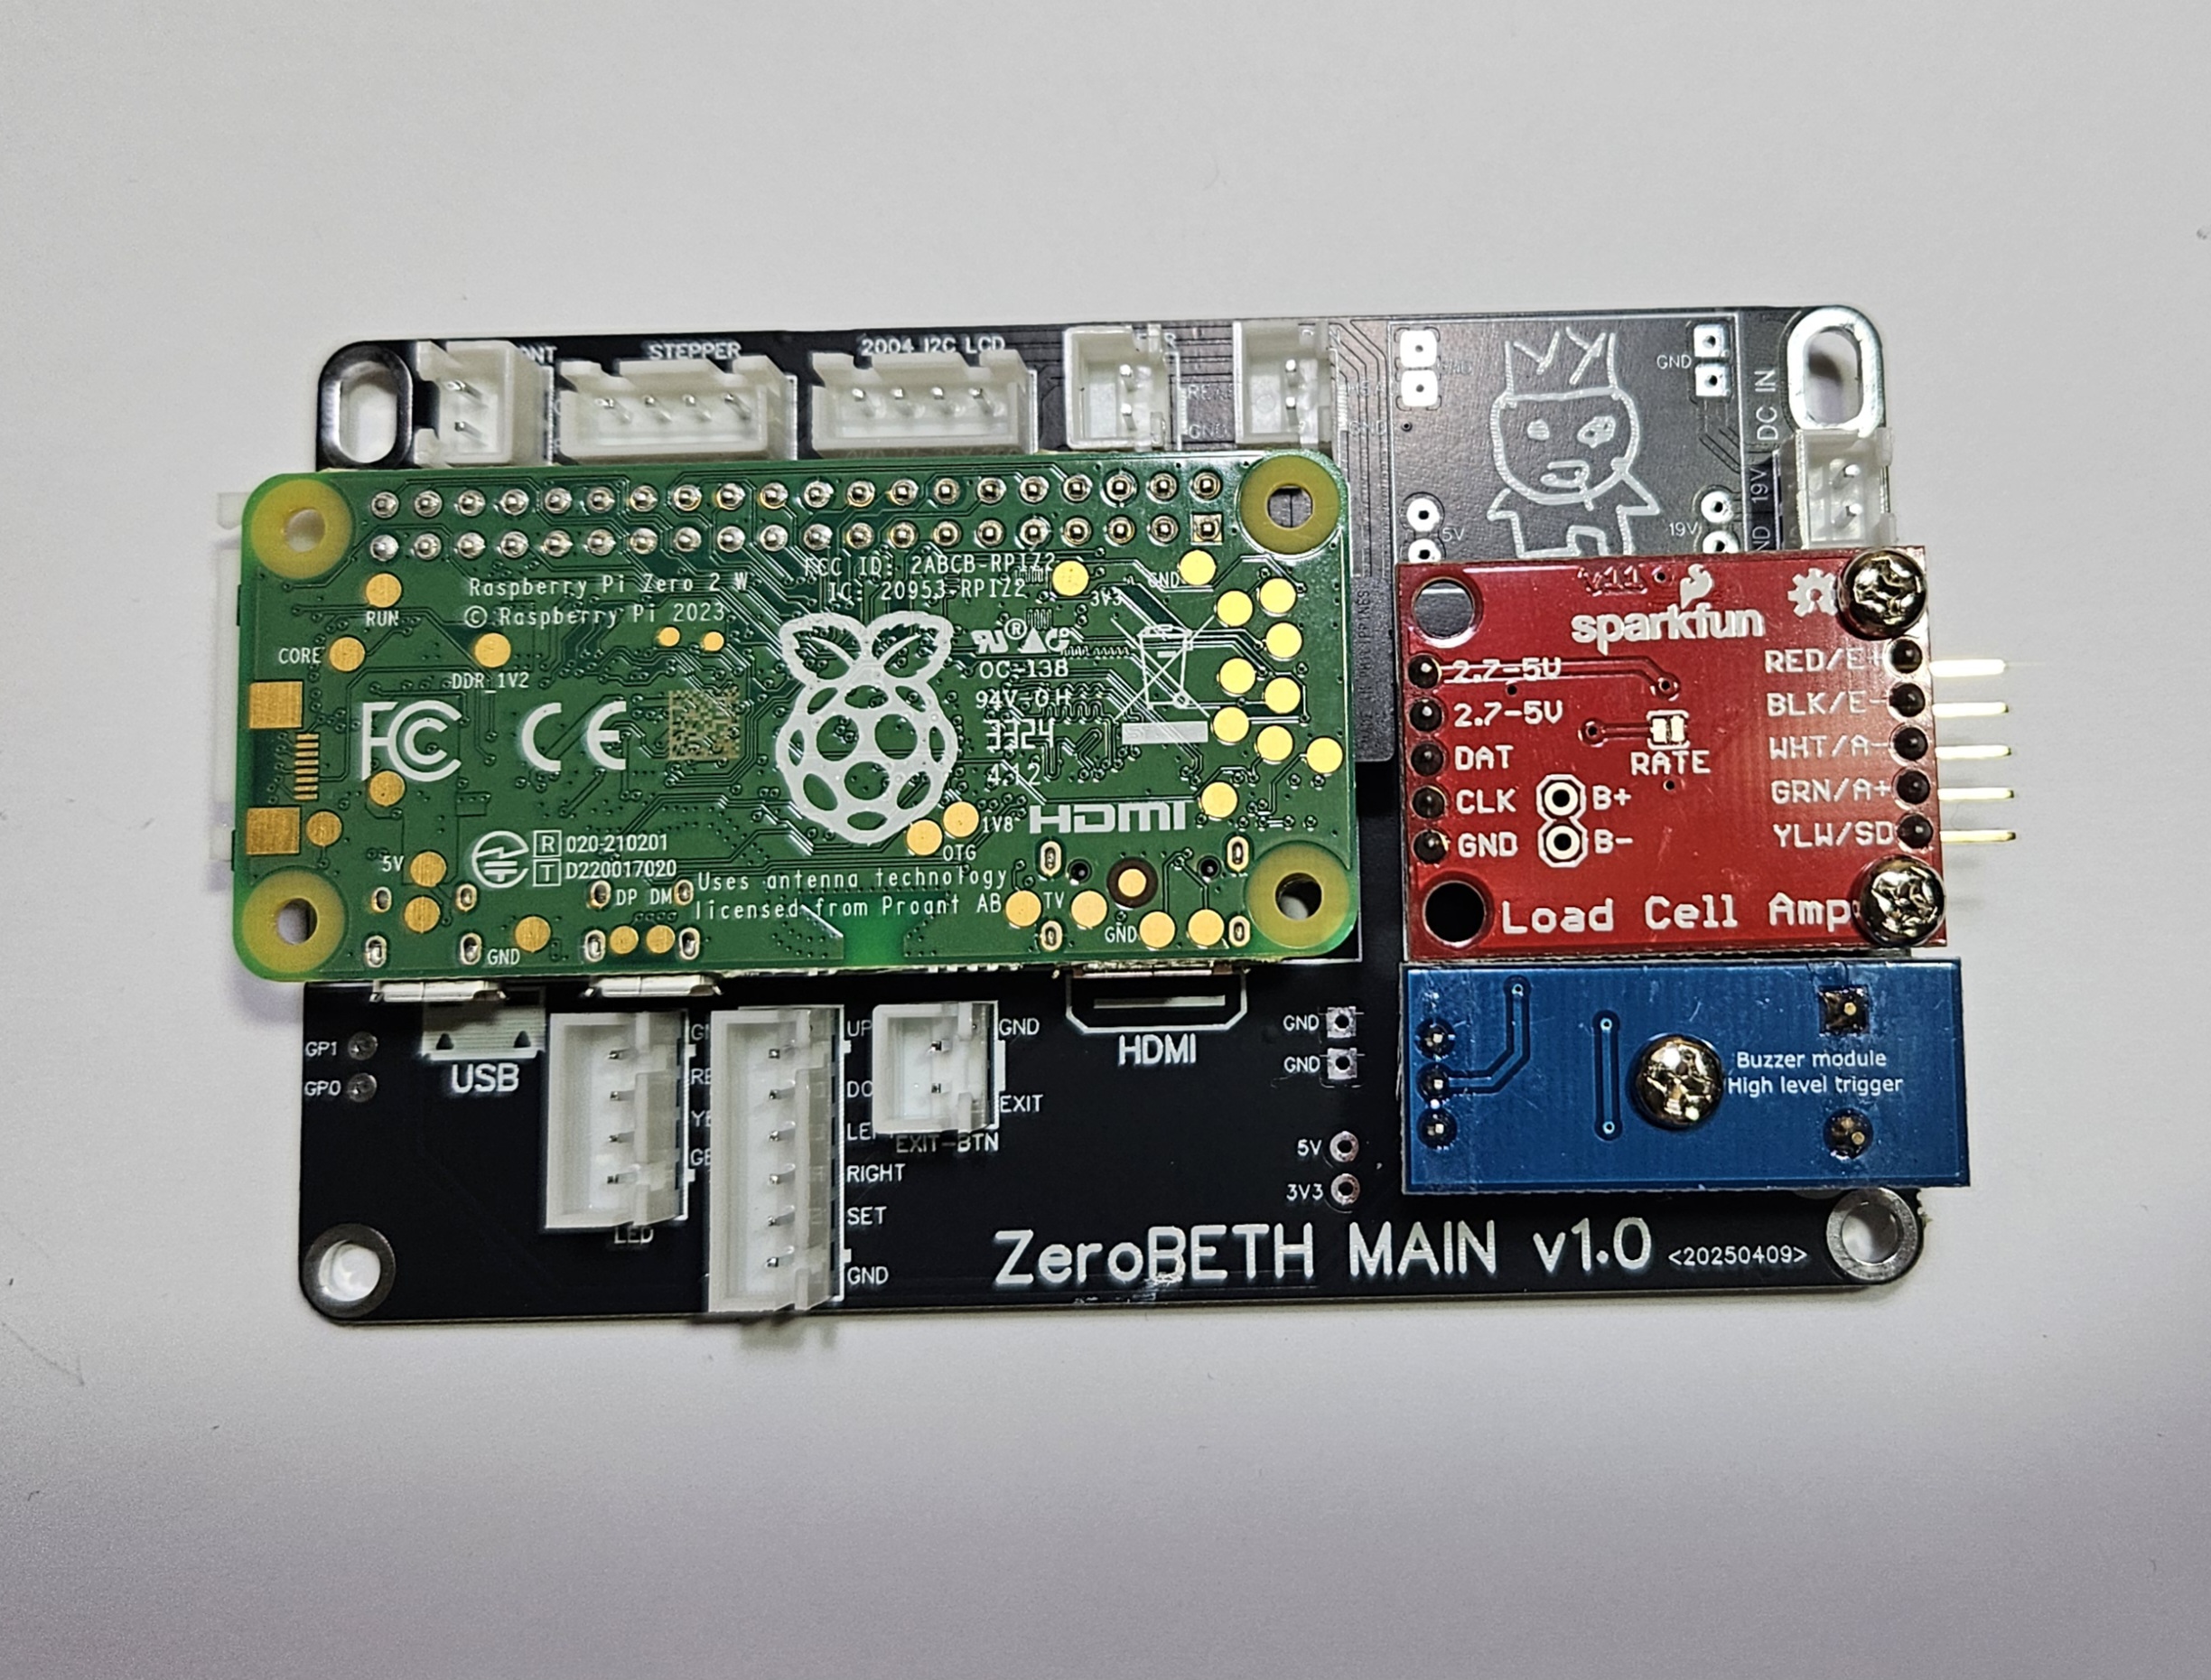 STEPPER
2004 I2C LCD
GND
19V
DC IN
19V
5V
Raspberry Pi Zero 2 W
© Raspberry Pi 2023
FCC ID: 2ABCB-RPIZ2
IC: 20953-RPIZ2
3V3
GND
RUN
CORE
DDR_1V2
FC
CE
OC-138
94V-0H
3324
4.12
HDMI
1V8
OTG
R 020-210201
T D220017020
5V
DP DM
Uses antenna technology
licensed from Proant AB
TV
GND
GND
v11
sparkfun
2.7-5V
2.7-5V
DAT
CLK
GND
RATE
B+
B-
RED/E+
BLK/E-
WHT/A-
GRN/A+
YLW/SD
Load Cell Amp
Buzzer module
High level trigger
GP1
GP0
USB
LED
UP
RIGHT
SET
GND
GND
EXIT
EXIT-BTN
HDMI
GND
GND
5V
3V3
ZeroBETH MAIN v1.0 <20250409>